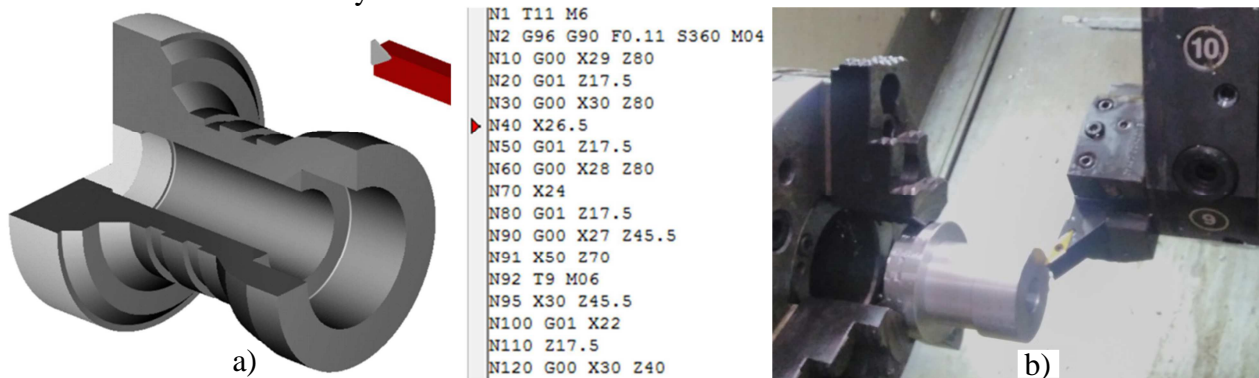 N1 T11 M6
N2 G96 G90 F0.11 S360 M04
N10 G00 X29 Z80
N20 G01 Z17.5
N30 G00 X30 Z80
N40 X26.5
N50 G01 Z17.5
N60 G00 X28 Z80
N70 X24
N80 G01 Z17.5
N90 G00 X27 Z45.5
N91 X50 Z70
N92 T9 M06
N95 X30 Z45.5
N100 G01 X22
N110 Z17.5
N120 G00 X30 Z40
a)
10
9
b)